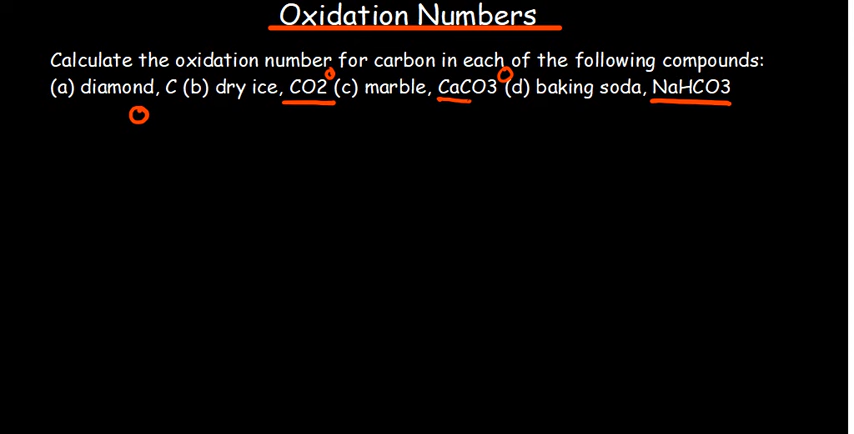 Oxidation Numbers
Calculate the oxidation number for carbon in each of the following compounds:
(a) diamond, C (b) dry ice, CO2 (c) marble, CaCO3 (d) baking soda, NaHCO3